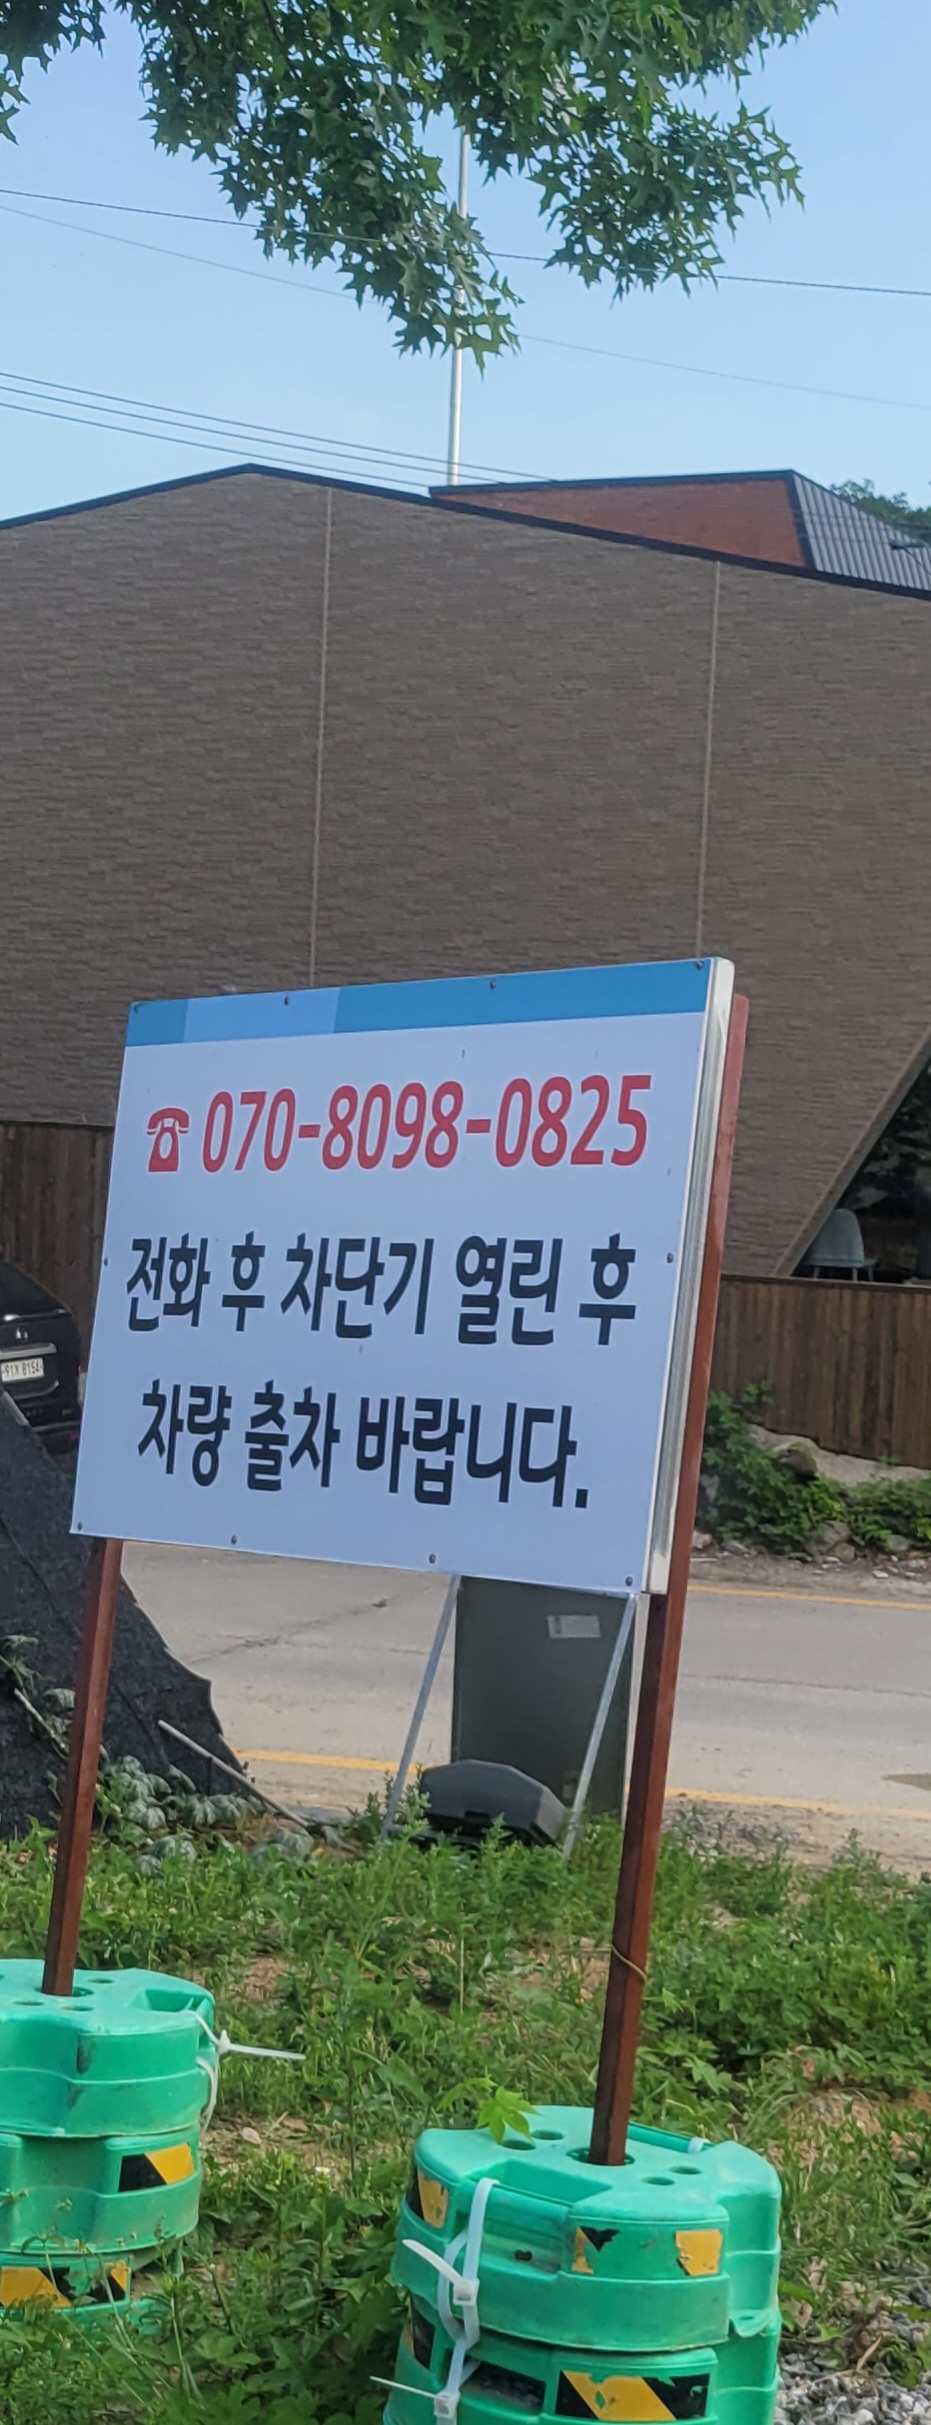 ☎070-8098-0825
전화 후 차단기 열린 후
차량 출차 바랍니다.